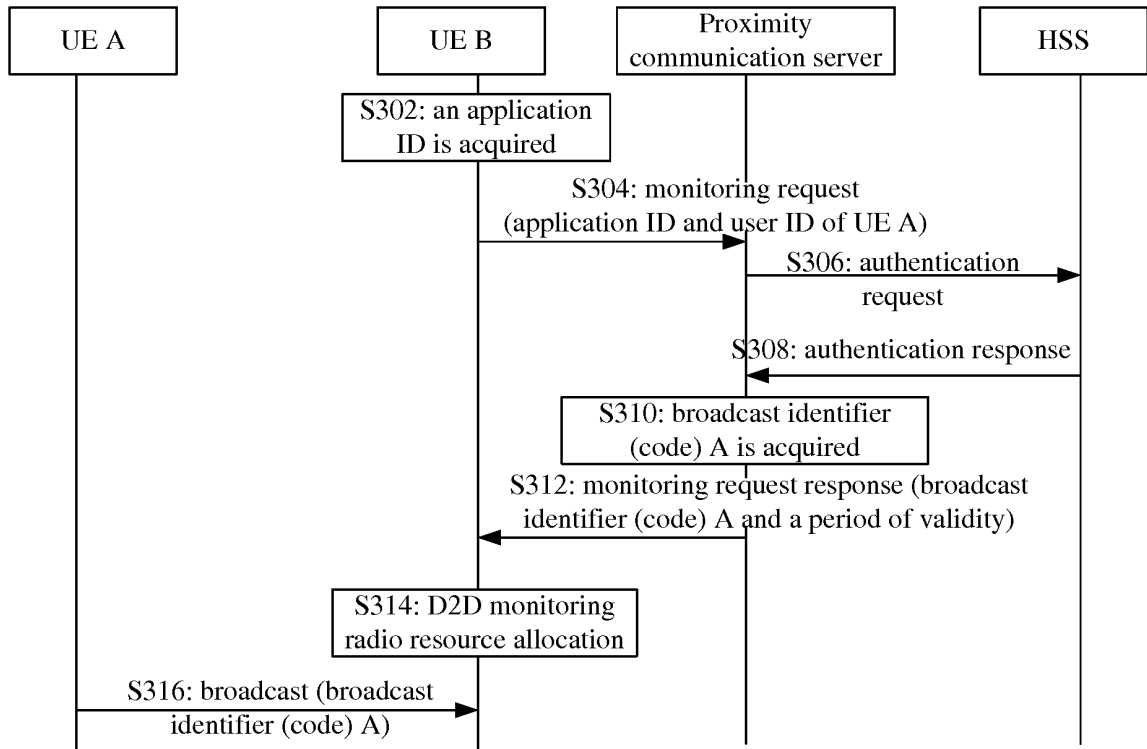 UE A
UE B
Proximity
communication server
HSS
S302: an application
ID is acquired
S304: monitoring request
(application ID and user ID of UE A)
S306: authentication
request
S308: authentication response
S310: broadcast identifier
(code) A is acquired
S312: monitoring request response (broadcast
identifier (code) A and a period of validity)
S314: D2D monitoring
radio resource allocation
S316: broadcast (broadcast
identifier (code) A)